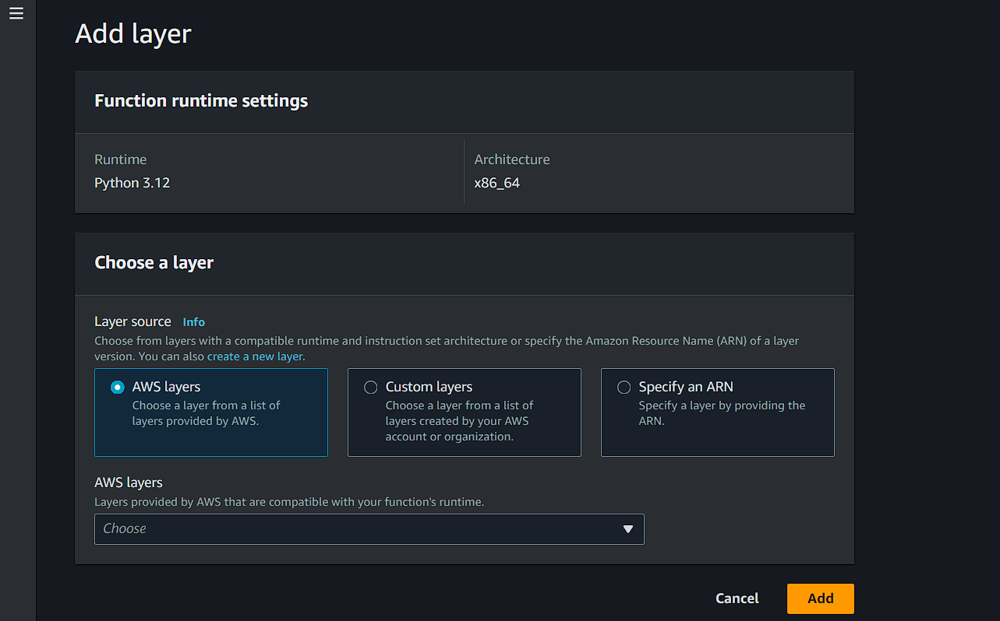 Add layer
Function runtime settings
Runtime
Python 3.12
Architecture
x86_64
Choose a layer
Layer source Info
Choose from layers with a compatible runtime and instruction set architecture or specify the Amazon Resource Name (ARN) of a layer
version. You can also create a new layer.
AWS layers
Choose a layer from a list of
layers provided by AWS.
Custom layers
Choose a layer from a list of
layers created by your AWS
account or organization.
Specify an ARN
Specify a layer by providing the
ARN.
AWS layers
Layers provided by AWS that are compatible with your function's runtime.
Choose
Cancel
Add